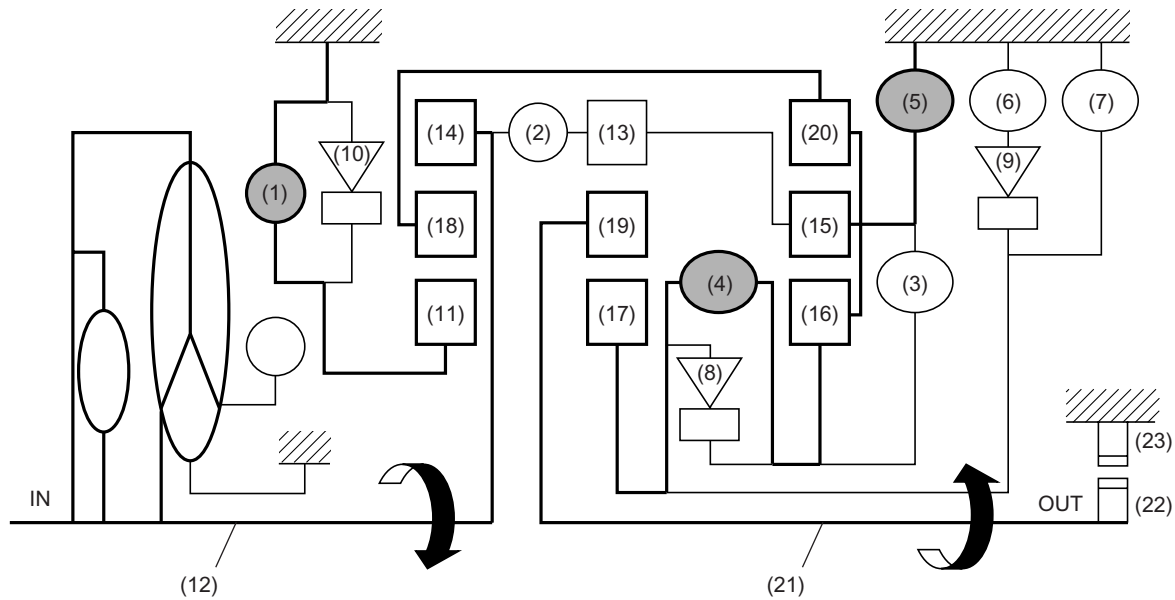 (5) (6) (7)
(14) (2) (13) (20)
(10) (9)
(1)
(18) (19) (15)
(4) (3)
(11) (17) (16)
(8)
(23)
IN OUT (22)
(12) (21)